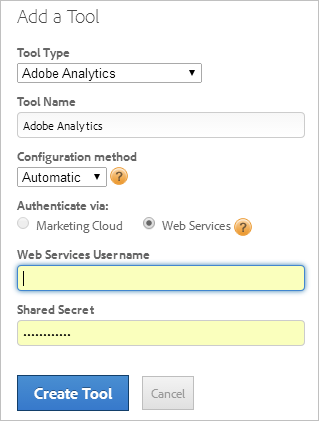 Add a Tool
Tool Type
Adobe Analytics
Tool Name
Adobe Analytics
Configuration method
Automatic ?
Authenticate via:
Marketing Cloud Web Services ?
Web Services Username
Shared Secret
............
Create Tool Cancel